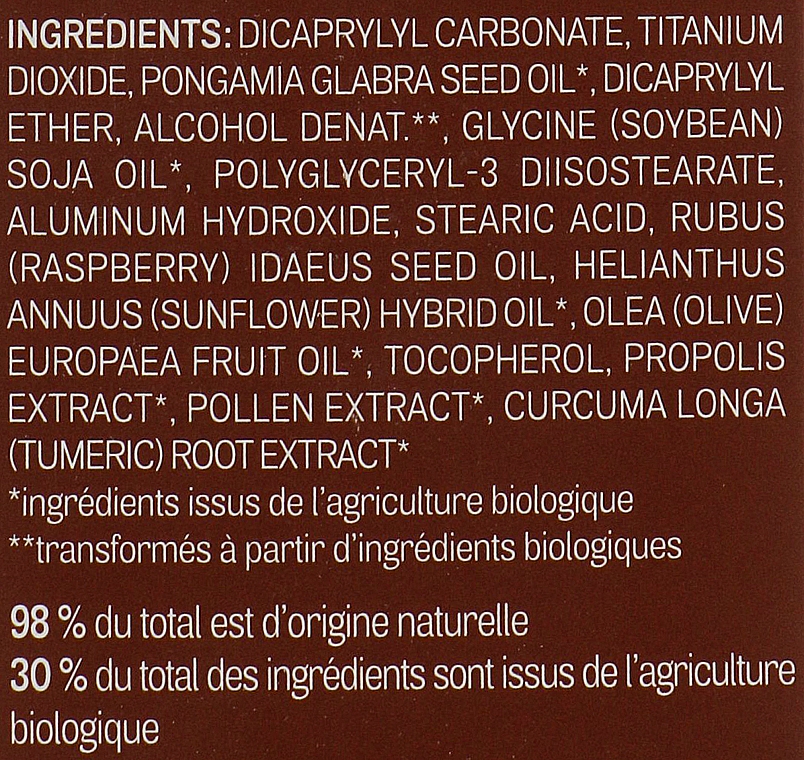 INGREDIENTS: DICAPRYLYL CARBONATE, TITANIUM
DIOXIDE, PONGAMIA GLABRA SEED OIL*, DICAPRYLYL
ETHER, ALCOHOL DENAT.**, GLYCINE (SOYBEAN)
SOJA OIL*, POLYGLYCERYL-3 DIISOSTEARATE,
ALUMINUM HYDROXIDE, STEARIC ACID, RUBUS
(RASPBERRY) IDAEUS SEED OIL, HELIANTHUS
ANNUUS (SUNFLOWER) HYBRID OIL*, OLEA (OLIVE)
EUROPAEA FRUIT OIL*, TOCOPHEROL, PROPOLIS
EXTRACT*, POLLEN EXTRACT*, CURCUMA LONGA
(TUMERIC) ROOT EXTRACT*
*ingrédients issus de l'agriculture biologique
**transformés à partir d'ingrédients biologiques
98 % du total est d'origine naturelle
30 % du total des ingrédients sont issus de l'agriculture
biologique